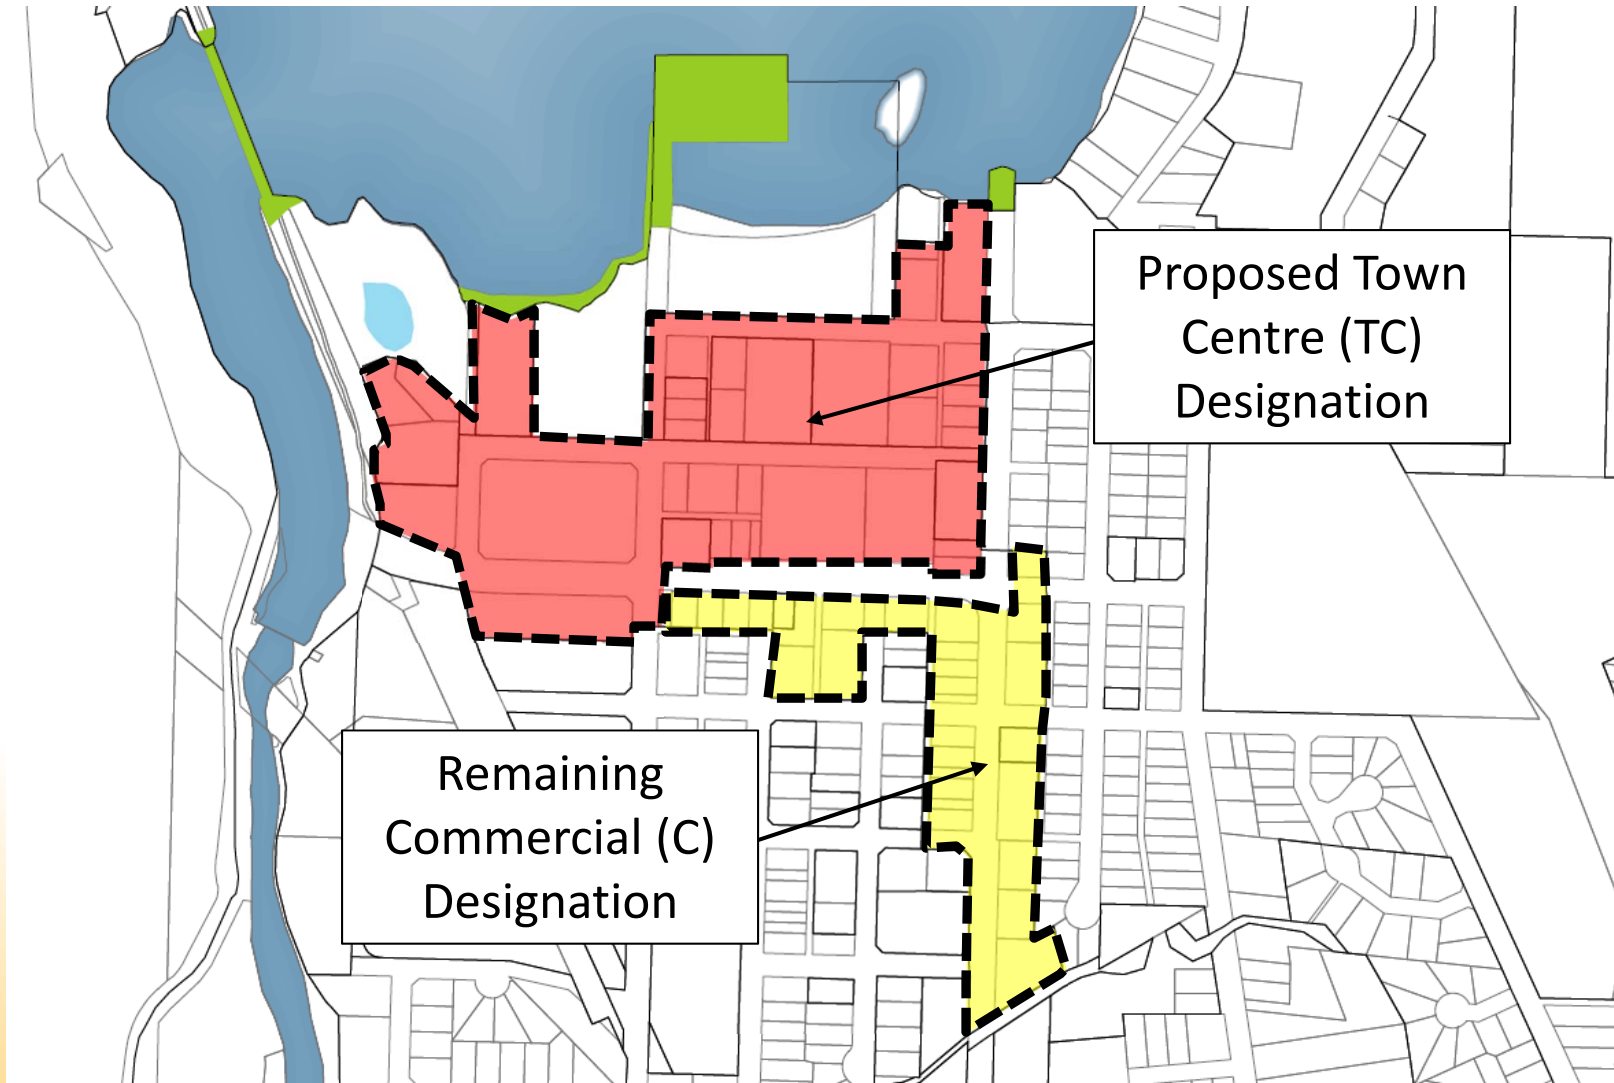 Proposed Town
Centre (TC)
Designation
Remaining
Commercial (C)
Designation